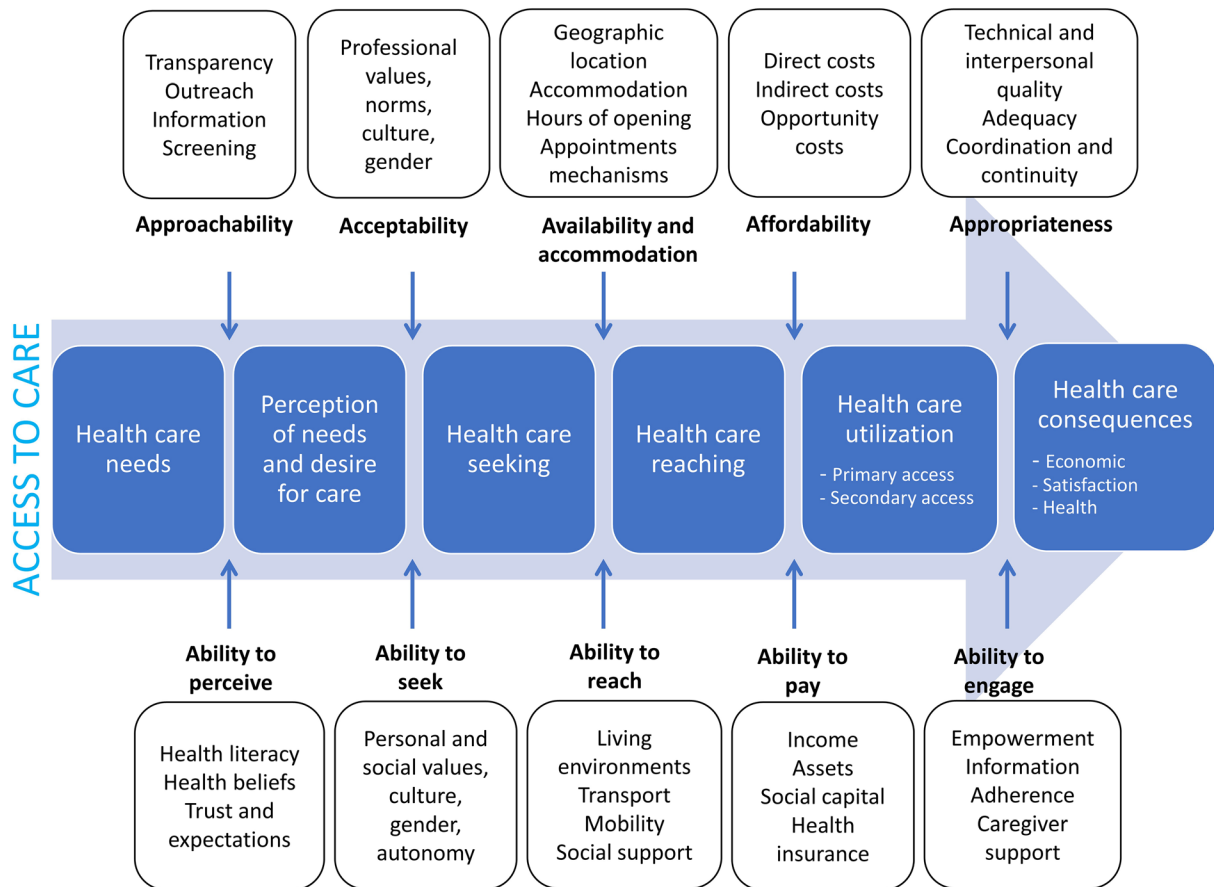 Transparency
Outreach
Information
Screening
Professional
values,
norms,
culture,
gender
Geographic
location
Accommodation
Hours of opening
Appointments
mechanisms
Direct costs
Indirect costs
Opportunity
costs
Technical and
interpersonal
quality
Adequacy
Coordination and
continuity
Approachability
Acceptability
Availability and
accommodation
Affordability
Appropriateness
ACCESS TO CARE
Health care
needs
Perception
of needs
and desire
for care
Health care
seeking
Health care
reaching
Health care
utilization
- Primary access
- Secondary access
Health care
consequences
- Economic
- Satisfaction
- Health
Ability to
perceive
Ability to
seek
Ability to
reach
Ability to
pay
Ability to
engage
Health literacy
Health beliefs
Trust and
expectations
Personal and
social values,
culture,
gender,
autonomy
Living
environments
Transport
Mobility
Social support
Income
Assets
Social capital
Health
insurance
Empowerment
Information
Adherence
Caregiver
support